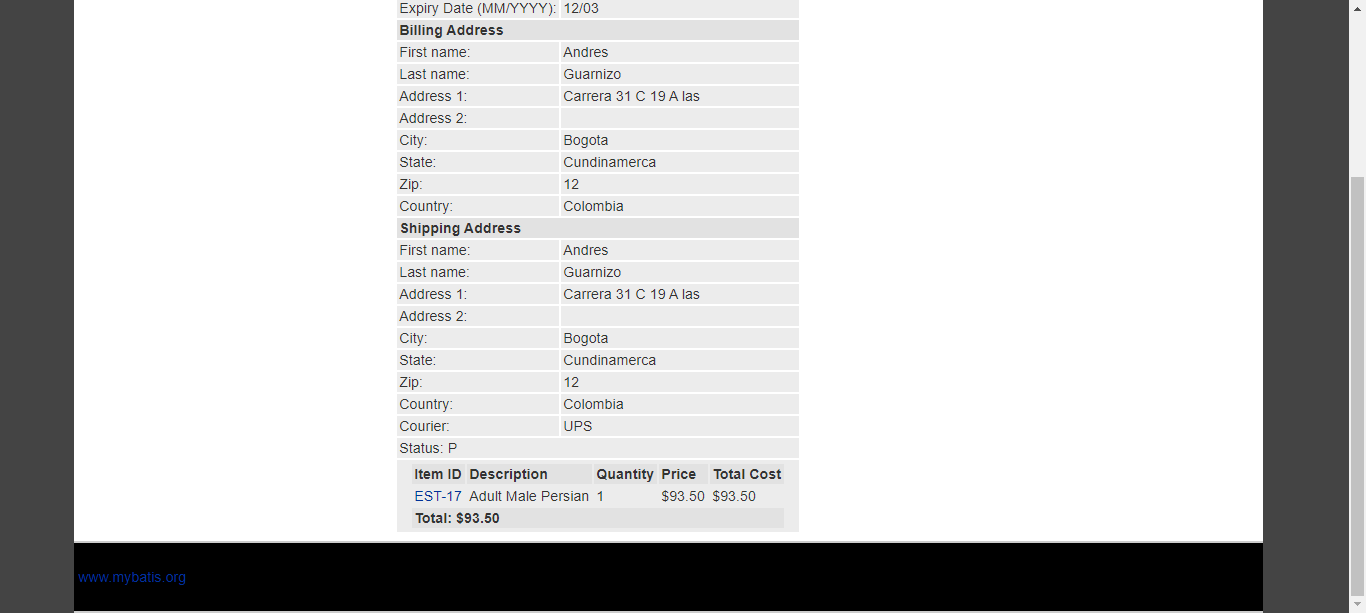 Expiry Date (MM/YYYY): 12/03
Billing Address
First name: Andres
Last name: Guarnizo
Address 1: Carrera 31 C 19 A las
Address 2:
City: Bogota
State: Cundinamerca
Zip: 12
Country: Colombia
Shipping Address
First name: Andres
Last name: Guarnizo
Address 1: Carrera 31 C 19 A las
Address 2:
City: Bogota
State: Cundinamerca
Zip: 12
Country: Colombia
Courier: UPS
Status: P
Item ID Description Quantity Price Total Cost
EST-17 Adult Male Persian 1 $93.50 $93.50
Total: $93.50
www.mybatis.org